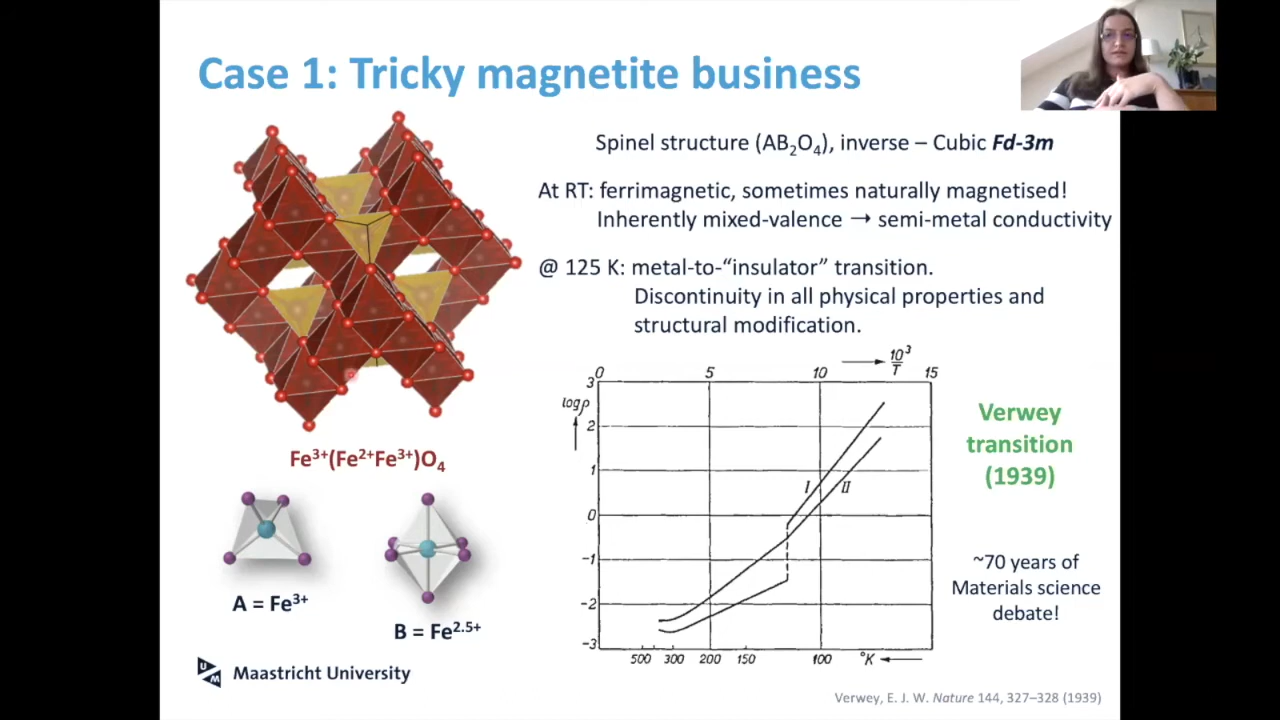 Case 1: Tricky magnetite business
Spinel structure (AB₂O₄), inverse – Cubic Fd-3m
At RT: ferrimagnetic, sometimes naturally magnetised!
Inherently mixed-valence → semi-metal conductivity
@ 125 K: metal-to-“insulator” transition.
Discontinuity in all physical properties and
structural modification.
Fe³⁺(Fe²⁺Fe³⁺)O₄
A = Fe³⁺
B = Fe²·⁵⁺
10³
T
0 5 10 15
logρ
3
2
1
0
-1
-2
-3
I II
500 300 200 150 100 °K
Verwey
transition
(1939)
~70 years of
Materials science
debate!
UM
Maastricht University
Verwey, E. J. W. Nature 144, 327–328 (1939)